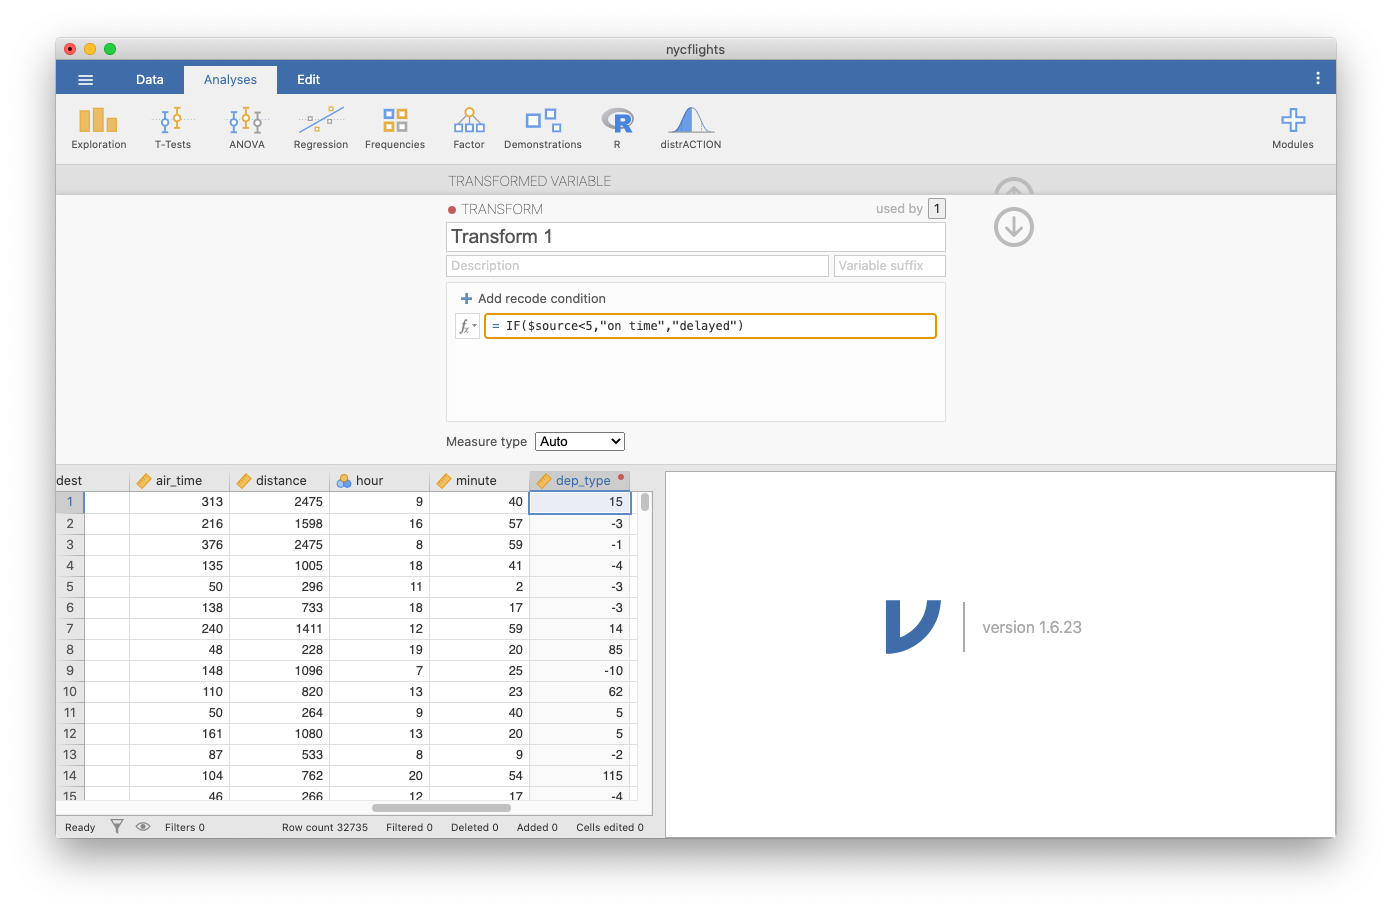 nycflights
Data Analyses Edit
Exploration T-Tests ANOVA Regression Frequencies Factor Demonstrations R distrACTION Modules
TRANSFORMED VARIABLE
TRANSFORM used by 1
Transform 1
Description Variable suffix
Add recode condition
fx = IF($source<5,"on time","delayed")
Measure type Auto
dest air_time distance hour minute dep_type
1 313 2475 9 40 15
2 216 1598 16 57 -3
3 376 2475 8 59 -1
4 135 1005 18 41 -4
5 50 296 11 2 -3
6 138 733 18 17 -3
7 240 1411 12 59 14
8 48 228 19 20 85
9 148 1096 7 25 -10
10 110 820 13 23 62
11 50 264 9 40 5
12 161 1080 13 20 5
13 87 533 8 9 -2
14 104 762 20 54 115
15 46 266 12 17 -4
version 1.6.23
Ready Filters 0 Row count 32735 Filtered 0 Deleted 0 Added 0 Cells edited 0